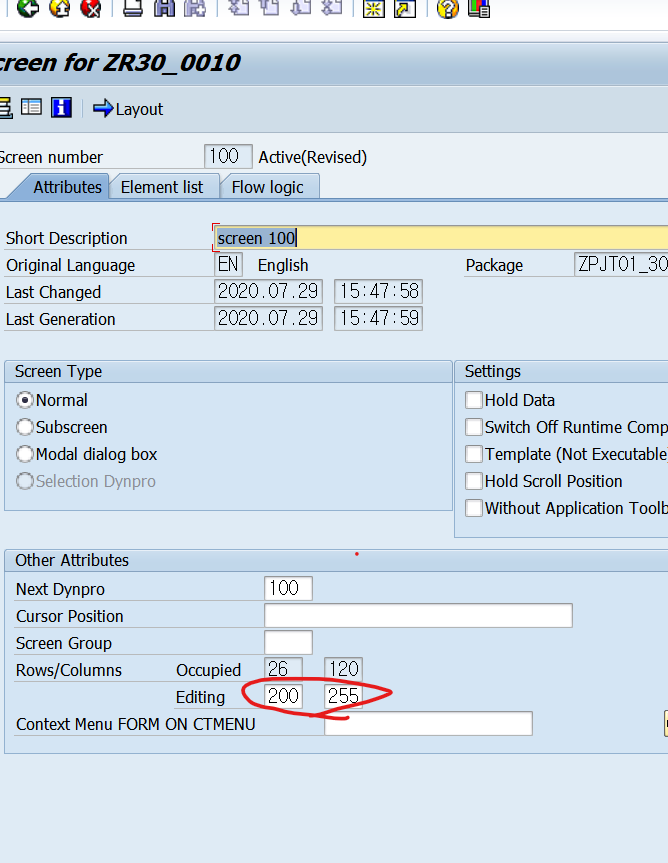 creen for ZR30_0010
Layout
Screen number 100 Active(Revised)
Attributes Element list Flow logic
Short Description screen 100
Original Language EN English Package ZPJT01_30
Last Changed 2020.07.29 15:47:58
Last Generation 2020.07.29 15:47:59
Screen Type Settings
Normal Hold Data
Subscreen Switch Off Runtime Comp
Modal dialog box Template (Not Executable)
Selection Dynpro Hold Scroll Position
Without Application Toolb
Other Attributes
Next Dynpro 100
Cursor Position
Screen Group
Rows/Columns Occupied 26 120
Editing 200 255
Context Menu FORM ON CTMENU